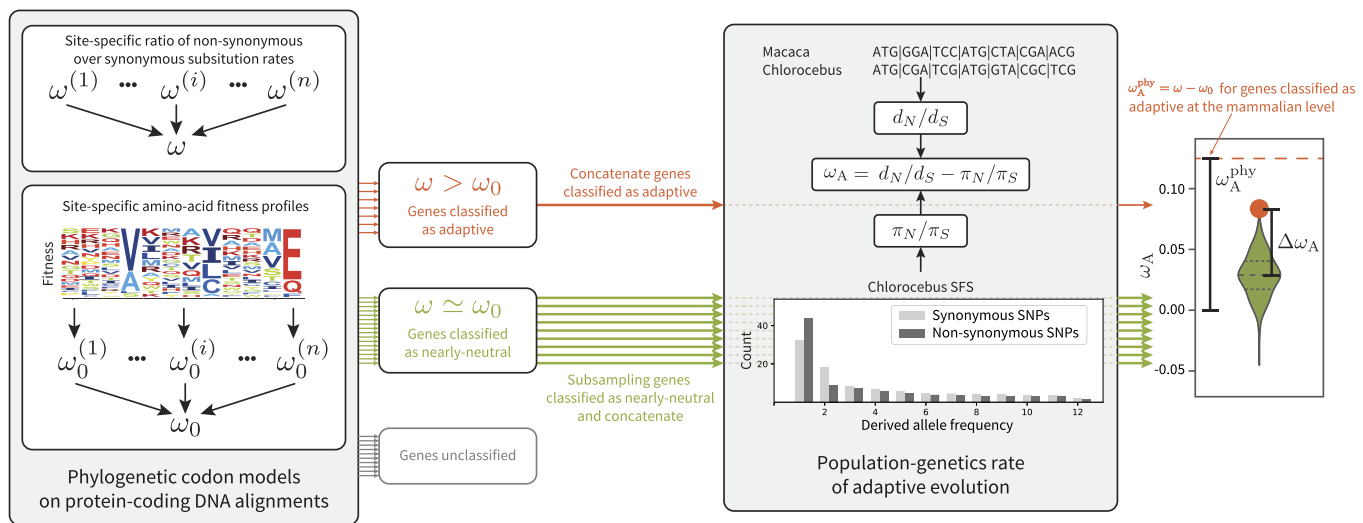 Site-specific ratio of non-synonymous
over synonymous subsitution rates
ω(1) ... ω(i) ... ω(n)
ω
Site-specific amino-acid fitness profiles
Fitness
ω0(1) ... ω0(i) ... ω0(n)
ω0
Phylogenetic codon models
on protein-coding DNA alignments
ω > ω0
Genes classified
as adaptive
ω ≃ ω0
Genes classified
as nearly-neutral
Genes unclassified
Concatenate genes
classified as adaptive
Subsampling genes
classified as nearly-neutral
and concatenate
Macaca ATG|GGA|TCC|ATG|CTA|CGA|ACG
Chlorocebus ATG|CGA|TCG|ATG|GTA|CGC|TCG
dN/dS
ωA = dN/dS − πN/πS
πN/πS
Chlorocebus SFS
Synonymous SNPs
Non-synonymous SNPs
Count
40
20
2 4 6 8 10 12
Derived allele frequency
Population-genetics rate
of adaptive evolution
ωAphy = ω − ω0 for genes classified as
adaptive at the mammalian level
ωA
0.10
0.05
0.00
-0.05
ωAphy
ΔωA